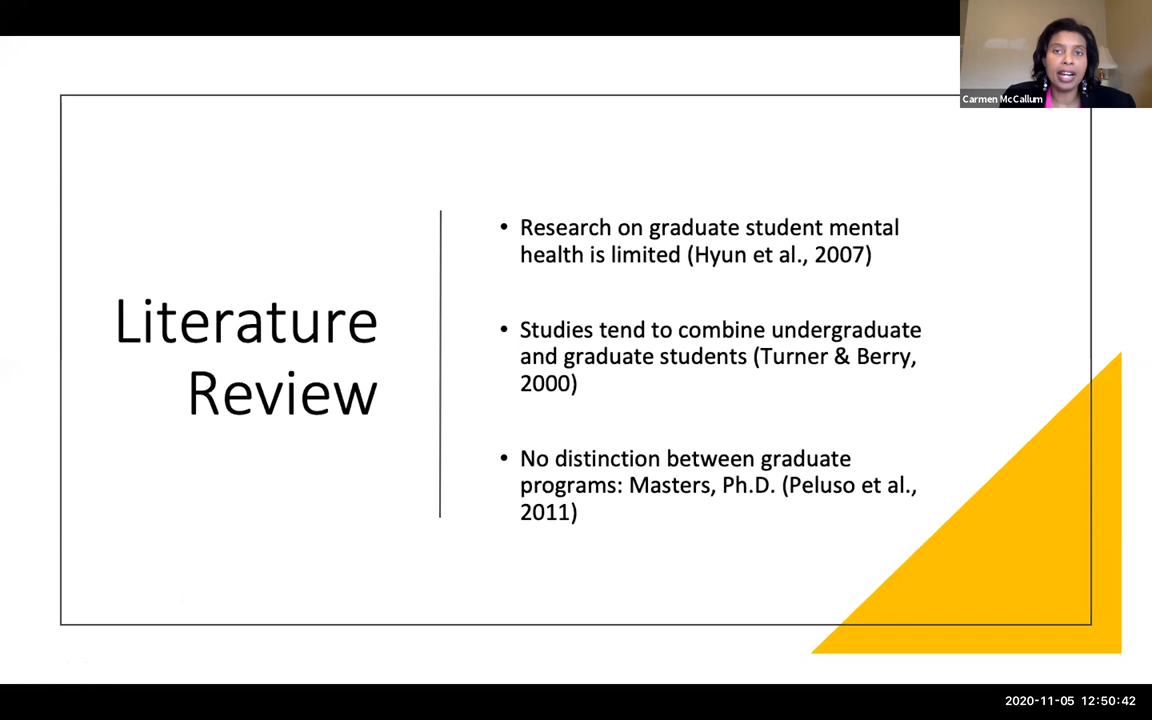 Carmen McCallum
Literature
Review
• Research on graduate student mental
health is limited (Hyun et al., 2007)
• Studies tend to combine undergraduate
and graduate students (Turner & Berry,
2000)
• No distinction between graduate
programs: Masters, Ph.D. (Peluso et al.,
2011)
2020-11-05 12:50:42